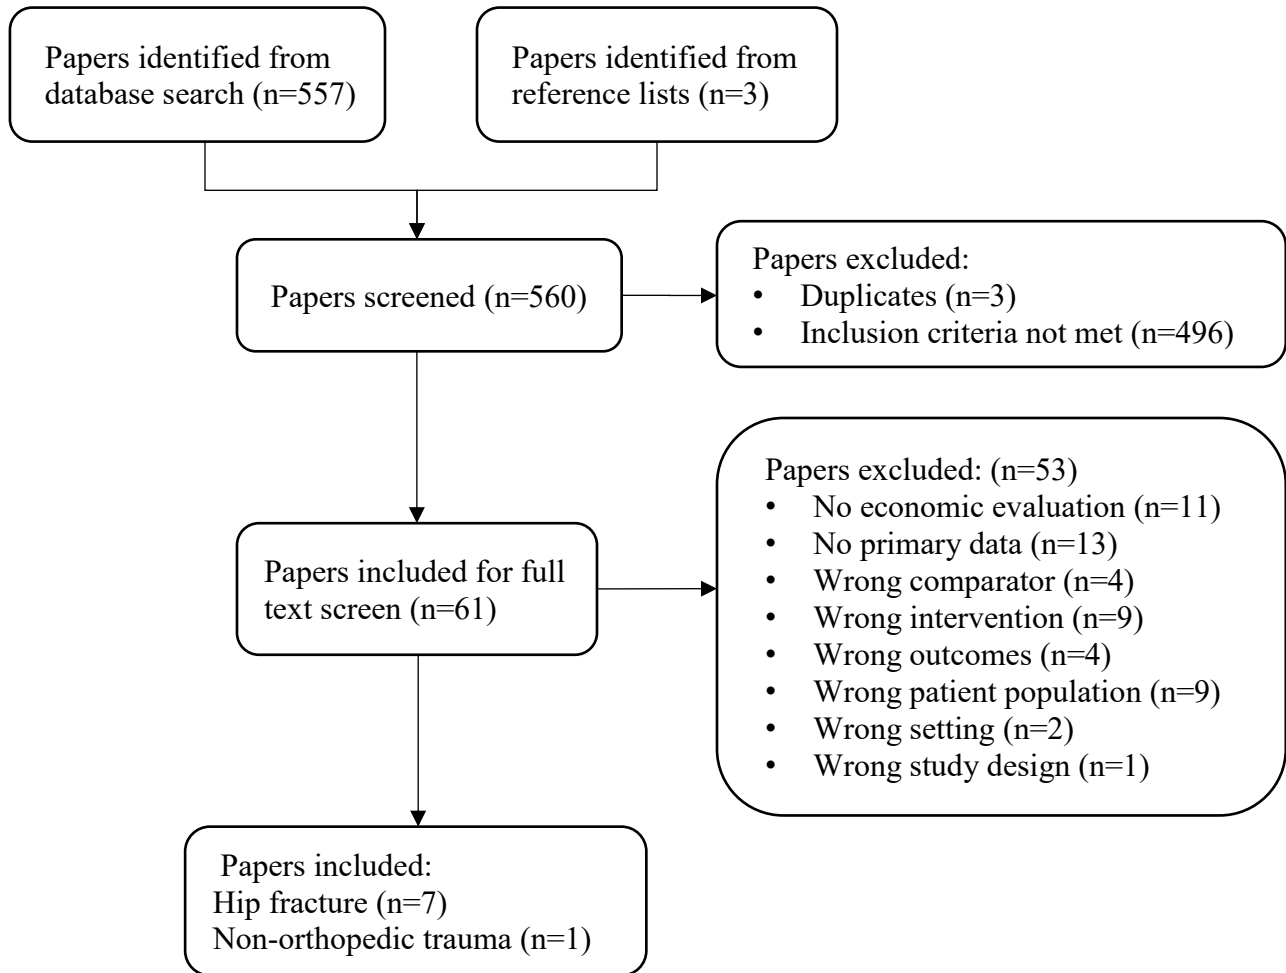 Papers identified from
database search (n=557)
Papers identified from
reference lists (n=3)
Papers screened (n=560)
Papers excluded:
• Duplicates (n=3)
• Inclusion criteria not met (n=496)
Papers included for full
text screen (n=61)
Papers excluded: (n=53)
• No economic evaluation (n=11)
• No primary data (n=13)
• Wrong comparator (n=4)
• Wrong intervention (n=9)
• Wrong outcomes (n=4)
• Wrong patient population (n=9)
• Wrong setting (n=2)
• Wrong study design (n=1)
Papers included:
Hip fracture (n=7)
Non-orthopedic trauma (n=1)